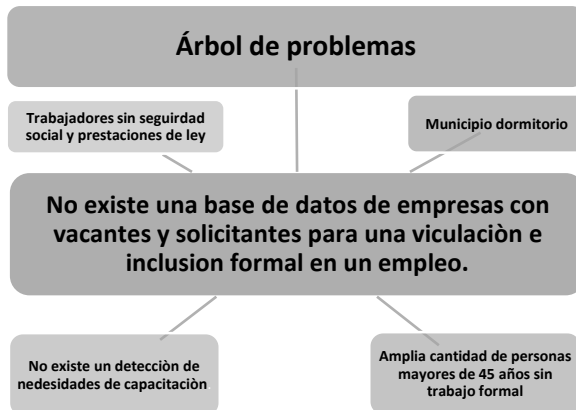 Árbol de problemas
Trabajadores sin seguirdad
social y prestaciones de ley
Municipio dormitorio
No existe una base de datos de empresas con
vacantes y solicitantes para una viculaciòn e
inclusion formal en un empleo.
No existe un detecciòn de
nedesidades de capacitaciòn
Amplia cantidad de personas
mayores de 45 años sin
trabajo formal